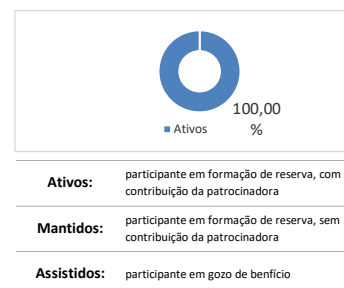 100,00
%
Ativos
Ativos:
participante em formação de reserva, com
contribuição da patrocinadora
Mantidos:
participante em formação de reserva, sem
contribuição da patrocinadora
Assistidos:
participante em gozo de benfício